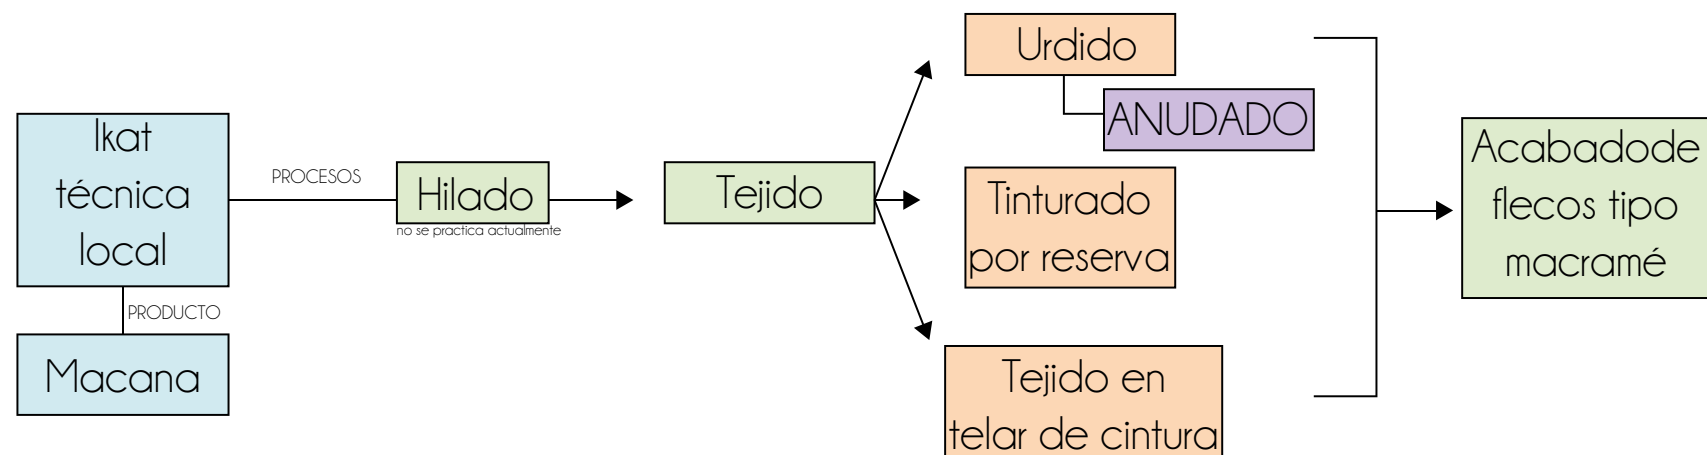 Ikat
técnica
local
PRODUCTO
Macana
PROCESOS
Hilado
no se practica actualmente
Tejido
Urdido
ANUDADO
Tinturado
por reserva
Tejido en
telar de cintura
Acabadode
flecos tipo
macramé